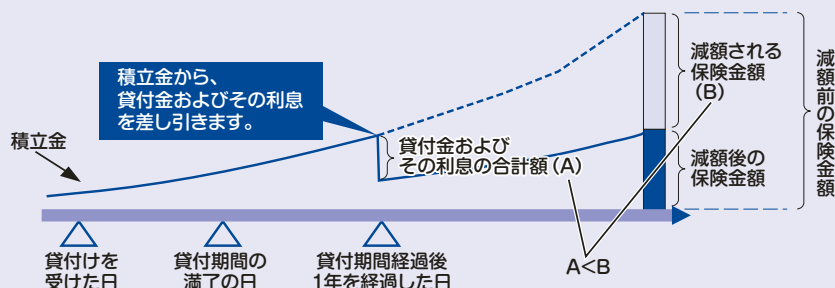 積立金から、
貸付金およびその利息
を差し引きます。
積立金
貸付金および
その利息の合計額（A）
減額される
保険金額
（B）
減額後の
保険金額
減額前の保険金額
貸付けを
受けた日
貸付期間の
満了の日
貸付期間経過後
1年を経過した日
A<B